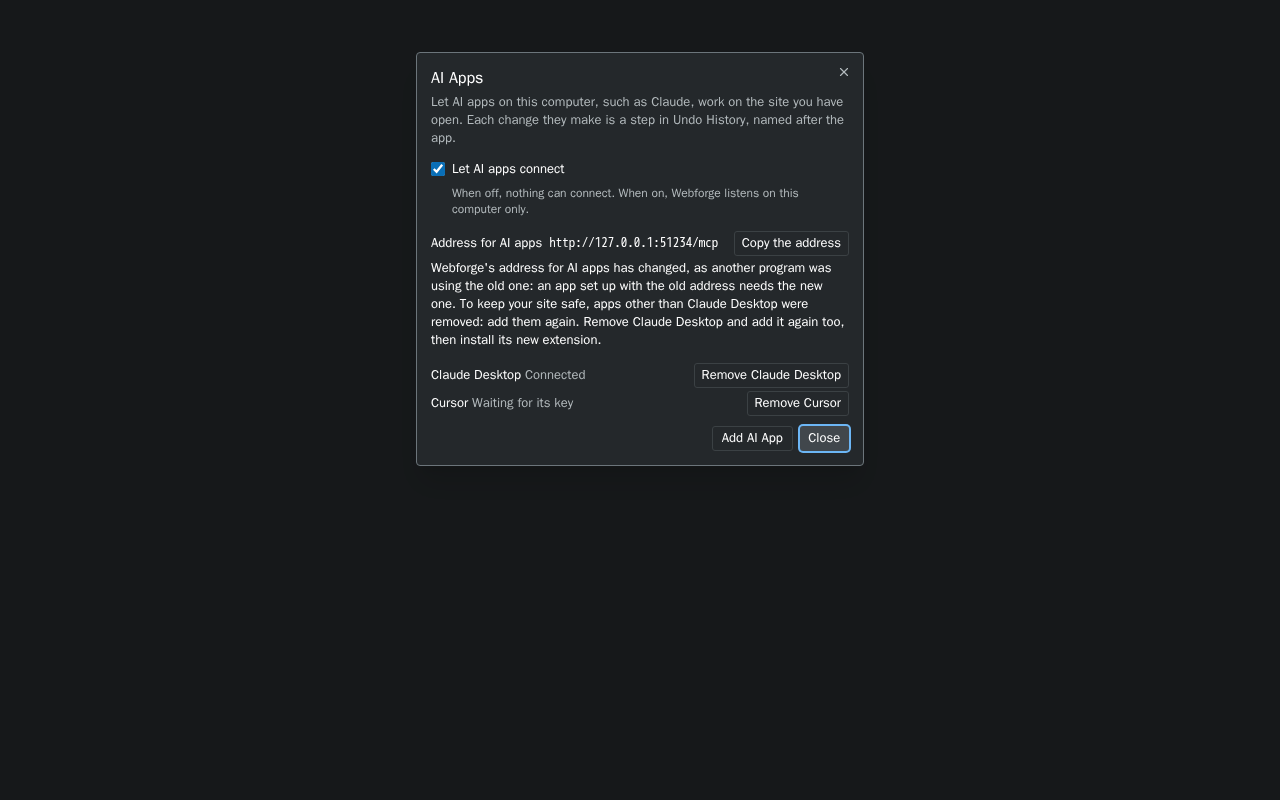 AI Apps
Let AI apps on this computer, such as Claude, work on the site you have
open. Each change they make is a step in Undo History, named after the
app.
Let AI apps connect
When off, nothing can connect. When on, Webforge listens on this
computer only.
Address for AI apps http://127.0.0.1:51234/mcp Copy the address
Webforge's address for AI apps has changed, as another program was
using the old one: an app set up with the old address needs the new
one. To keep your site safe, apps other than Claude Desktop were
removed: add them again. Remove Claude Desktop and add it again too,
then install its new extension.
Claude Desktop Connected Remove Claude Desktop
Cursor Waiting for its key Remove Cursor
Add AI App Close